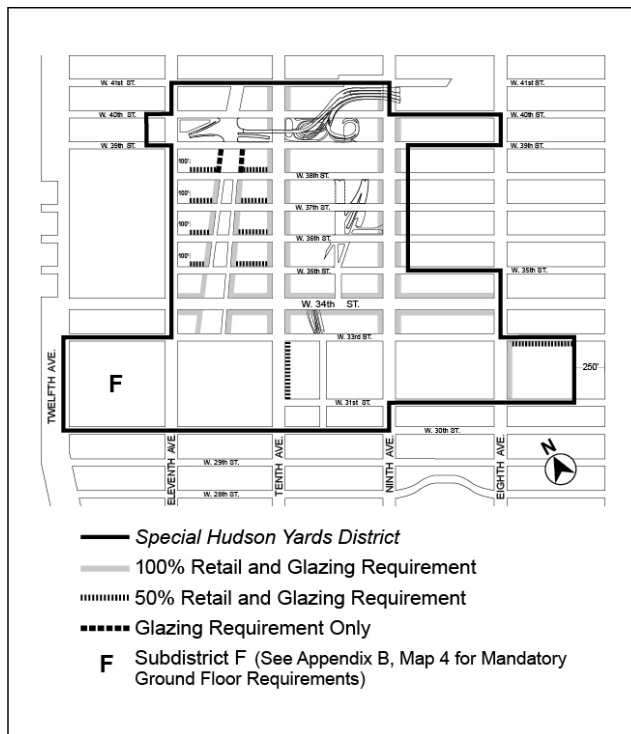 W. 41st ST.
W. 41st ST.
W. 40th ST.
W. 40th ST.
W. 39th ST.
W. 39th ST.
100'
W. 38th ST.
100'
W. 37th ST.
100'
W. 36th ST.
100'
W. 35th ST.
W. 35th ST.
W. 34th ST.
W. 33rd ST.
F
250'
TWELFTH AVE.
W. 31st ST.
W. 30th ST.
ELEVENTH AVE.
TENTH AVE.
NINTH AVE.
EIGHTH AVE.
N
W. 29th ST.
W. 28th ST.
Special Hudson Yards District
100% Retail and Glazing Requirement
50% Retail and Glazing Requirement
Glazing Requirement Only
F Subdistrict F (See Appendix B, Map 4 for Mandatory
Ground Floor Requirements)